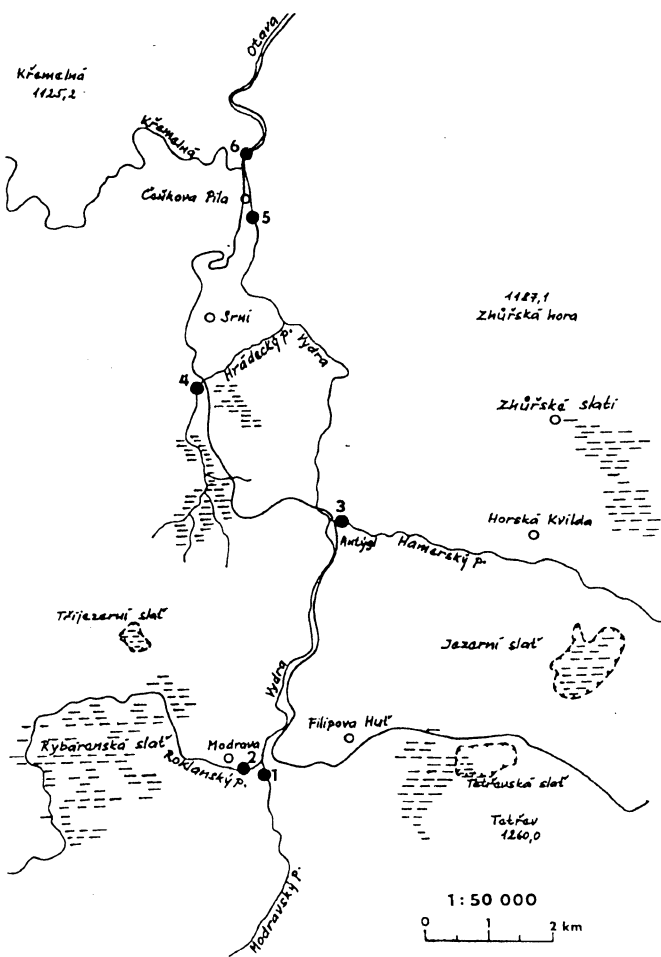 Otava
Křemelná
1125,2
Křemelná
6
Čeňkova Pila
5
1187,1
Zhůřská hora
Srní
Hrádecký p.
Vydra
4
Zhůřské slati
3
Horská Kvilda
Antýgl
Hamerský p.
Tříjezerní slať
Jezerní slať
Vydra
Filipova Huť
Rybáranská slať
Modrava
2
Roklanský p.
1
Tetřevská slať
Tetřev
1260,0
Modravský p.
1:50 000
0 1 2 km